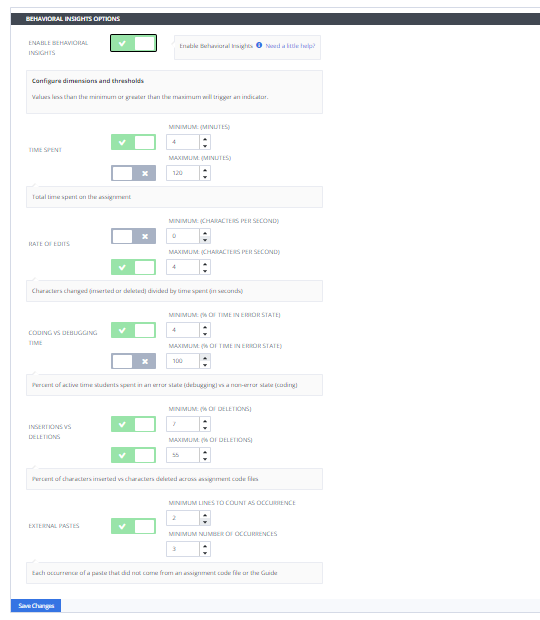 BEHAVIORAL INSIGHTS OPTIONS
ENABLE BEHAVIORAL
INSIGHTS
Enable Behavioral Insights Need a little help?
Configure dimensions and thresholds
Values less than the minimum or greater than the maximum will trigger an indicator.
MINIMUM: (MINUTES)
4
TIME SPENT
MAXIMUM: (MINUTES)
120
Total time spent on the assignment
MINIMUM: (CHARACTERS PER SECOND)
0
RATE OF EDITS
MAXIMUM: (CHARACTERS PER SECOND)
4
Characters changed (inserted or deleted) divided by time spent (in seconds)
MINIMUM: (% OF TIME IN ERROR STATE)
4
CODING VS DEBUGGING
TIME
MAXIMUM: (% OF TIME IN ERROR STATE)
100
Percent of active time students spent in an error state (debugging) vs a non-error state (coding)
MINIMUM: (% OF DELETIONS)
7
INSERTIONS VS
DELETIONS
MAXIMUM: (% OF DELETIONS)
55
Percent of characters inserted vs characters deleted across assignment code files
MINIMUM LINES TO COUNT AS OCCURRENCE
2
EXTERNAL PASTES
MINIMUM NUMBER OF OCCURRENCES
3
Each occurrence of a paste that did not come from an assignment code file or the Guide
Save Changes